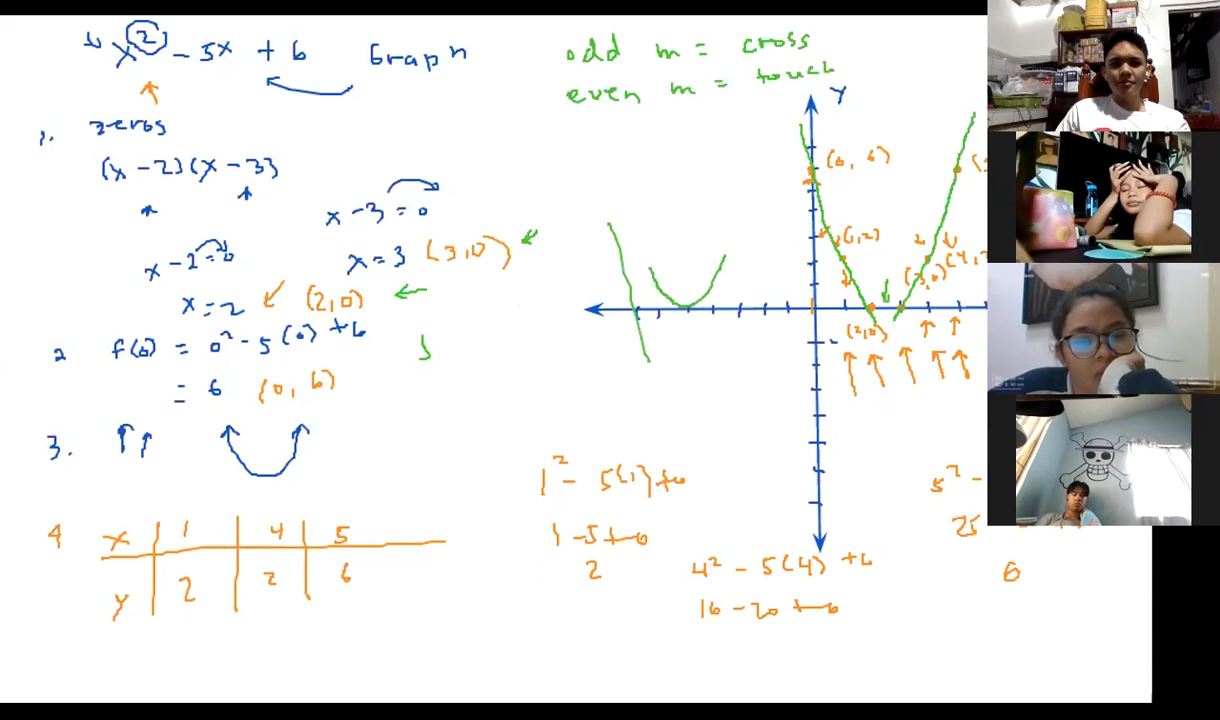 x² - 5x + 6 Graph
1. zeros
(x - 2)(x - 3)
x - 2 = 0
x = 2 (2,0)
x - 3 = 0
x = 3 (3,0)
2 f(0) = 0² - 5(0) + 6
= 6 (0, 6)
3.
4
x 1 4 5
y 2 2 6
odd m = cross
even m = touch
Y
(0, 6)
(1,2)
(2,0)
(3,0)
(4,
1² - 5(1) + 6
1 - 5 + 6
2
4² - 5(4) + 6
16 - 20 + 6
5² -
25
6